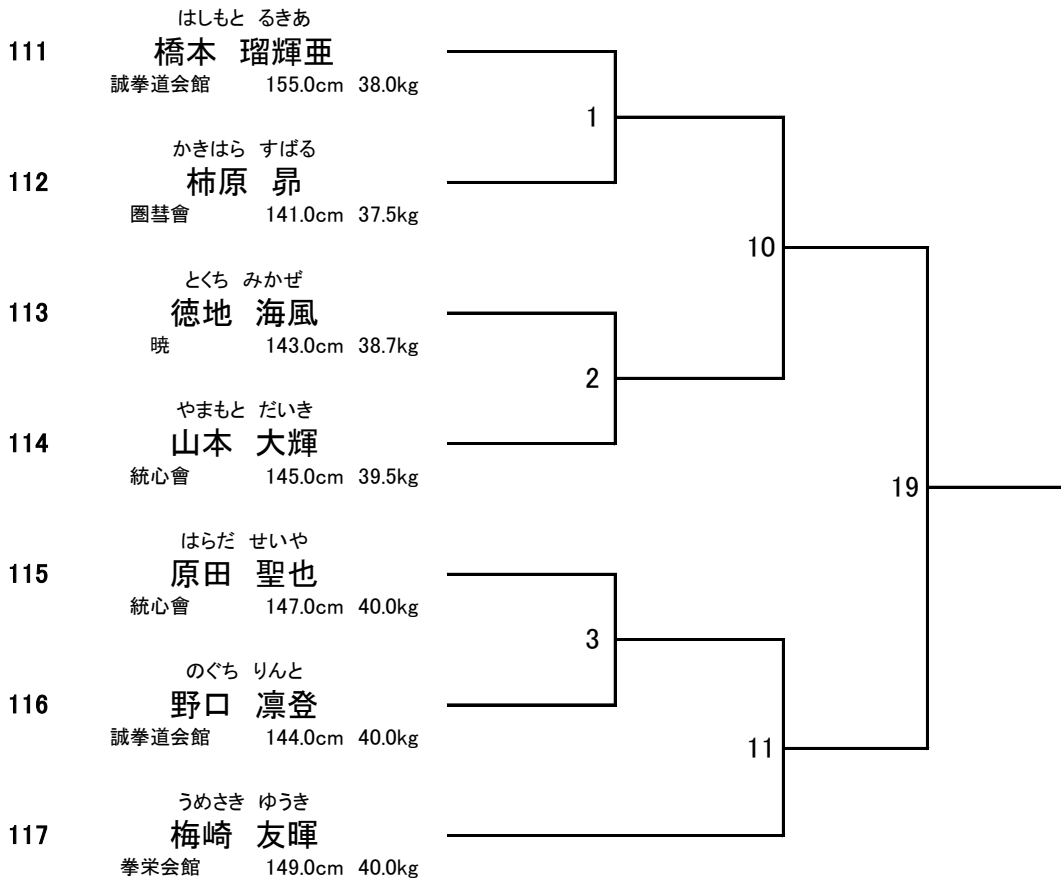 はしもと るきあ
111 橋本 瑠輝亜
誠拳道会館 155.0cm 38.0kg
1
かきはら すばる
112 柿原 昴
圏彗會 141.0cm 37.5kg
10
とくち みかぜ
113 徳地 海風
暁 143.0cm 38.7kg
2
やまもと だいき
114 山本 大輝
統心會 145.0cm 39.5kg
19
はらだ せいや
115 原田 聖也
統心會 147.0cm 40.0kg
3
のぐち りんと
116 野口 凛登
誠拳道会館 144.0cm 40.0kg
11
うめさき ゆうき
117 梅崎 友暉
拳栄会館 149.0cm 40.0kg